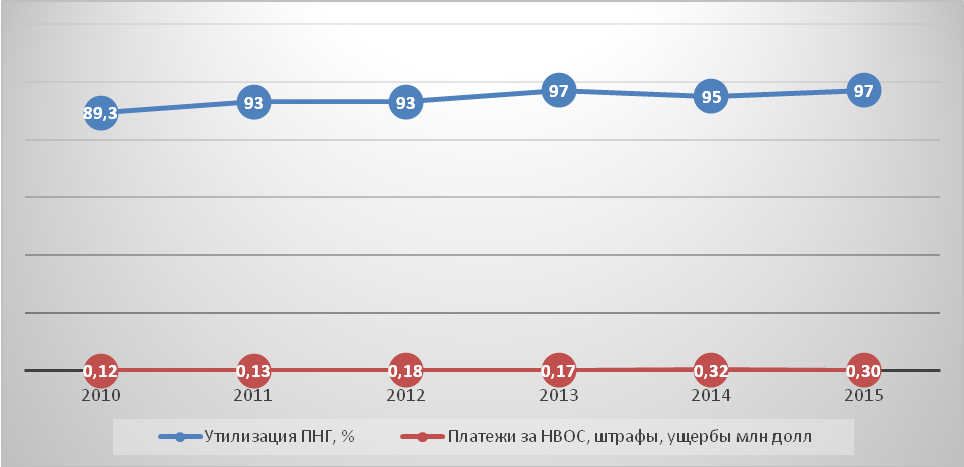 89,3 93 93 97 95 97
0,12 0,13 0,18 0,17 0,32 0,30
2010 2011 2012 2013 2014 2015
Утилизация ПНГ, % Платежи за НВОС, штрафы, ущербы млн долл